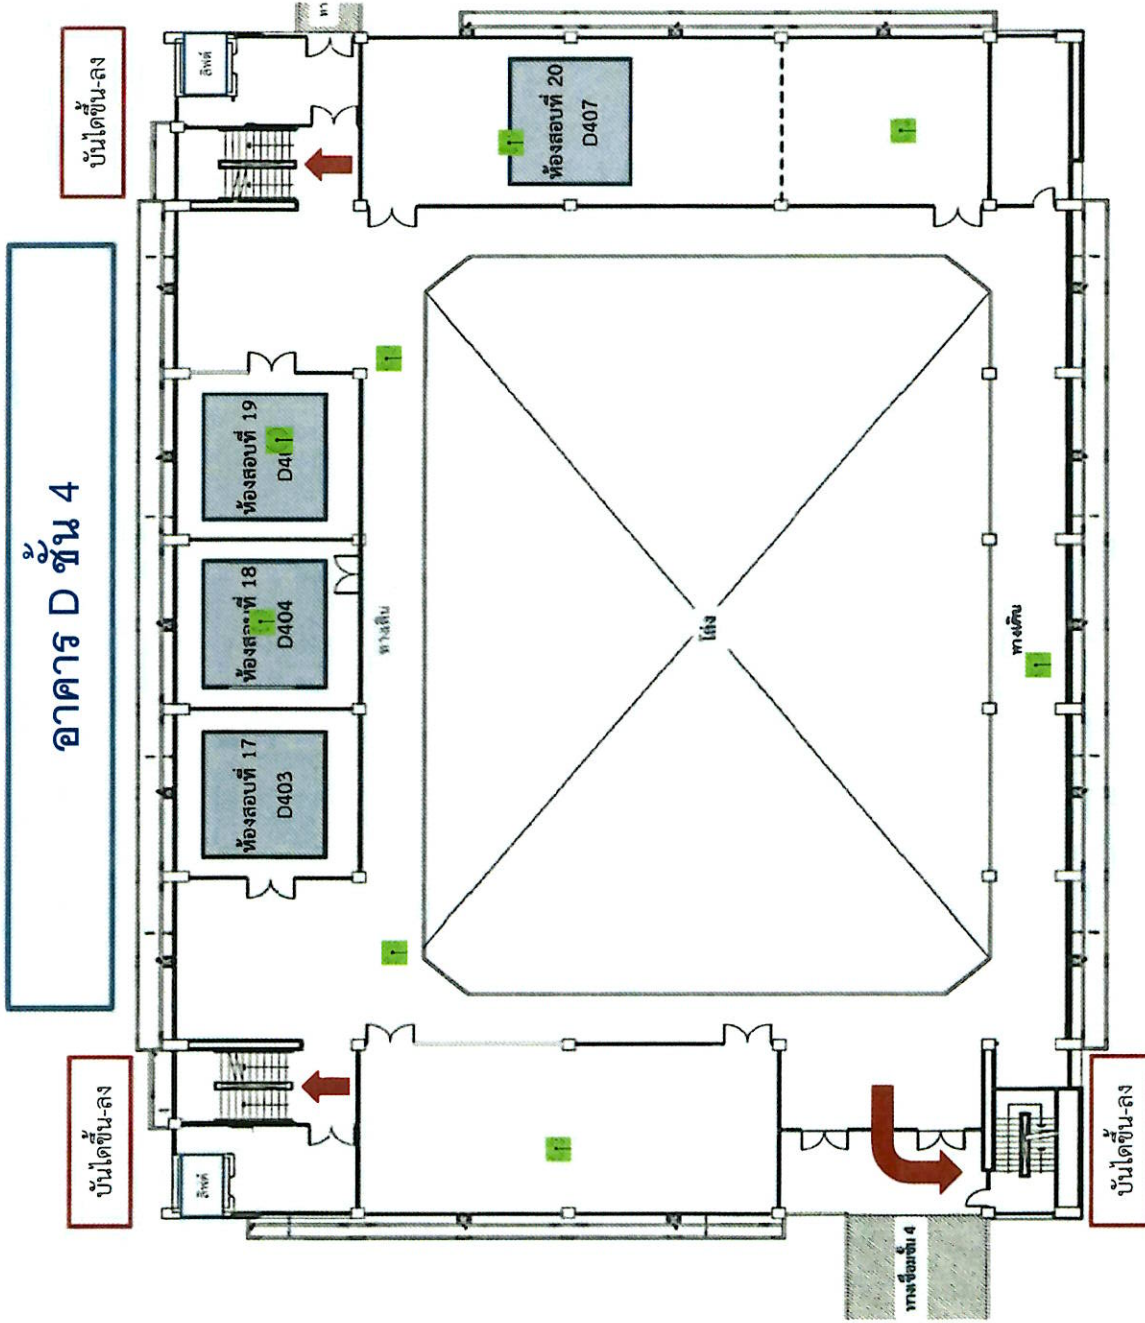 อาคาร D ชั้น 4
บันไดขึ้น-ลง
ลิฟต์
ห้องสอบที่ 17
D403
ห้องสอบที่ 18
D404
ห้องสอบที่ 19
ทางเดิน
ห้องสอบที่ 20
D407
บันไดขึ้น-ลง
ลิฟต์
โถง
ทางเดิน
ทางเชื่อมชั้น 4
บันไดขึ้น-ลง